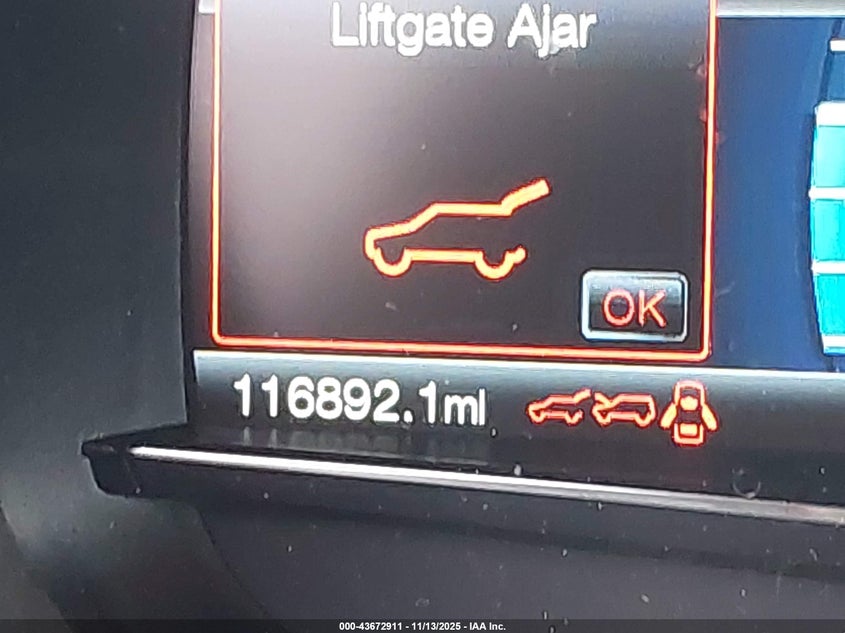 Liftgate Ajar
OK
116892.1mi
000-43672911 - 11/13/2025 - IAA Inc.